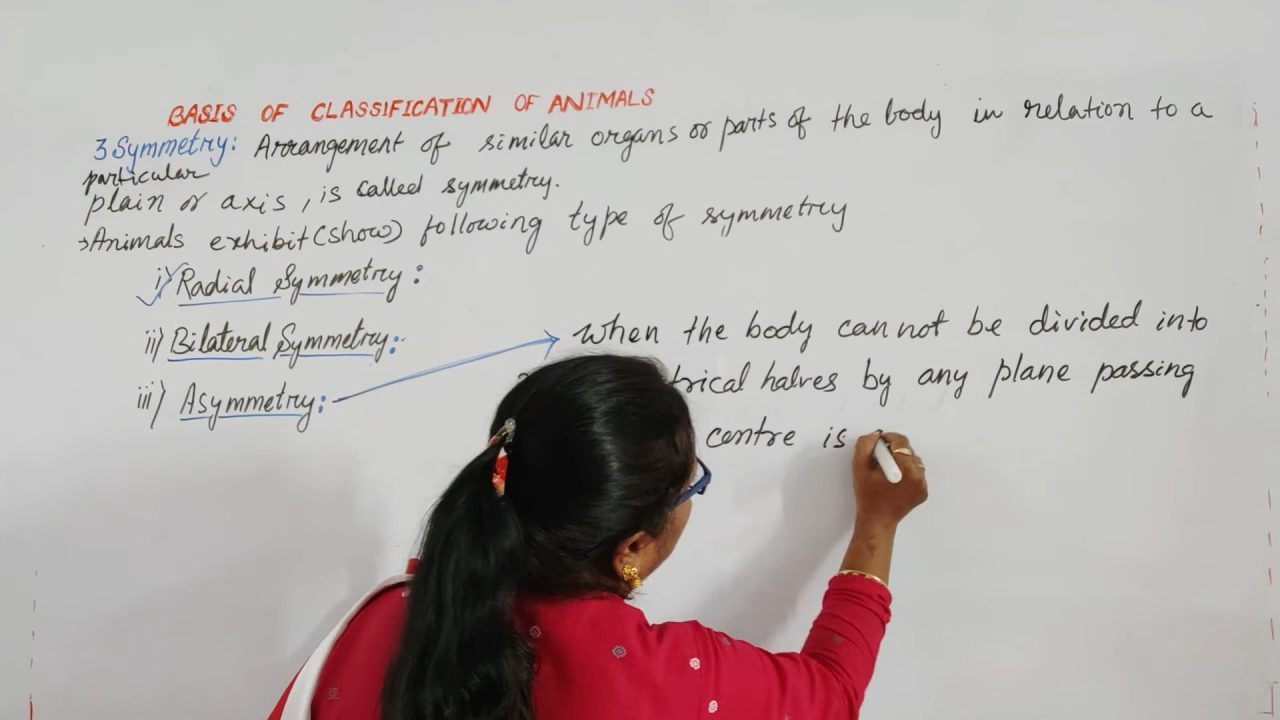 BASIS OF CLASSIFICATION OF ANIMALS
3 Symmetry: Arrangement of similar organs or parts of the body in relation to a
particular
plain or axis, is called symmetry.
→Animals exhibit (show) following type of symmetry
i) Radial Symmetry:
ii) Bilateral Symmetry:
iii) Asymmetry:
when the body cannot be divided into
trical halves by any plane passing
centre is